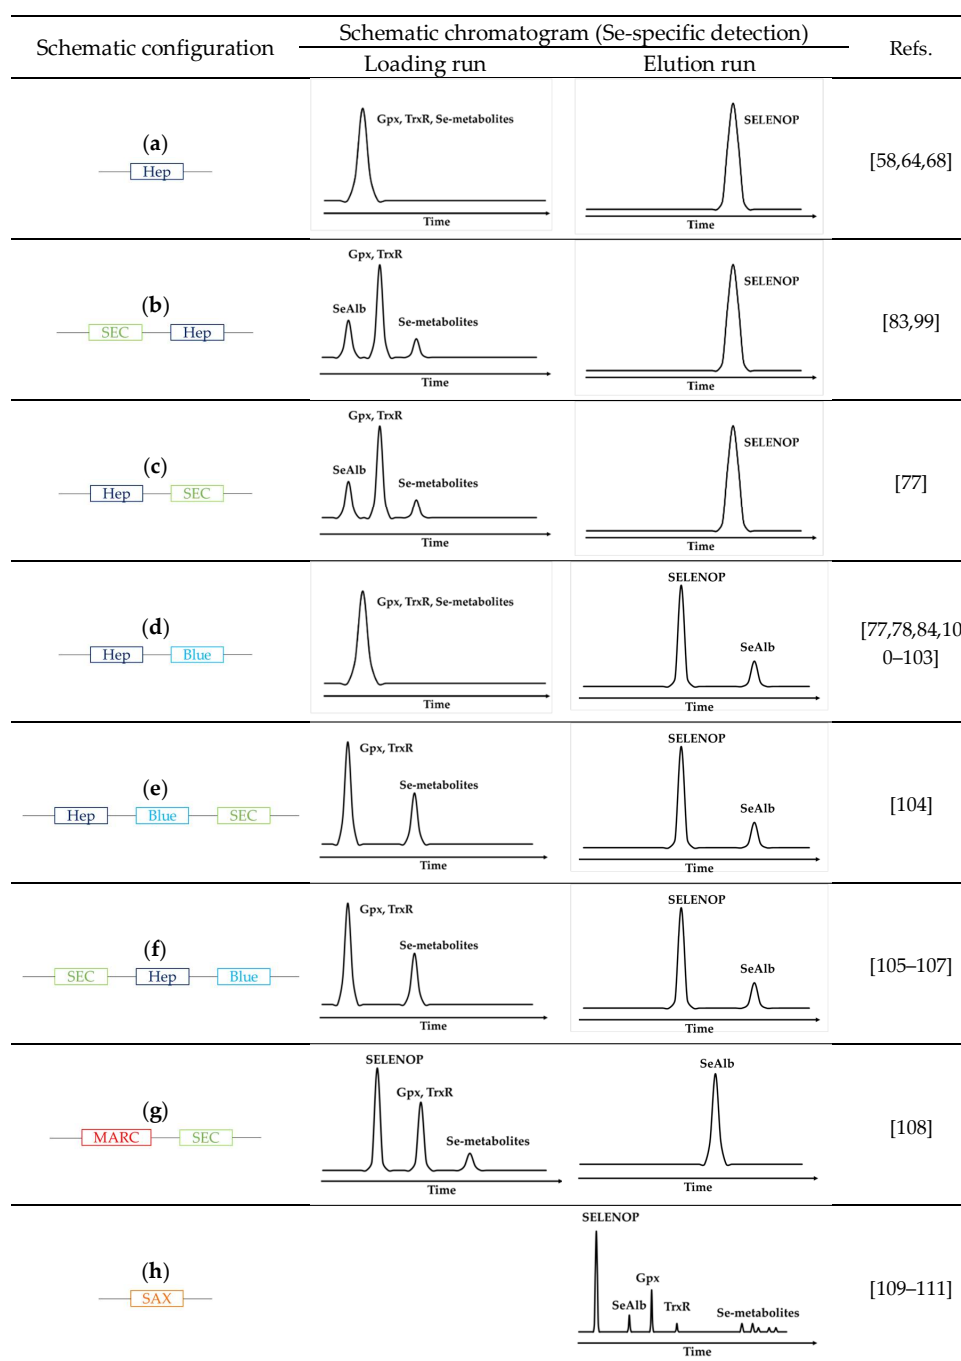 Schematic configuration
Schematic chromatogram (Se-specific detection)
Refs.
Loading run
Elution run
(a)
Hep
Gpx, TrxR, Se-metabolites
Time
SELENOP
Time
[58,64,68]
(b)
SEC
Hep
Gpx, TrxR
SeAlb
Se-metabolites
Time
SELENOP
Time
[83,99]
(c)
Hep
SEC
Gpx, TrxR
SeAlb
Se-metabolites
Time
SELENOP
Time
[77]
(d)
Hep
Blue
Gpx, TrxR, Se-metabolites
Time
SELENOP
SeAlb
Time
[77,78,84,10
0–103]
(e)
Hep
Blue
SEC
Gpx, TrxR
Se-metabolites
Time
SELENOP
SeAlb
Time
[104]
(f)
SEC
Hep
Blue
Gpx, TrxR
Se-metabolites
Time
SELENOP
SeAlb
Time
[105–107]
(g)
MARC
SEC
SELENOP
Gpx, TrxR
Se-metabolites
Time
SeAlb
Time
[108]
(h)
SAX
SELENOP
Gpx
SeAlb
TrxR
Se-metabolites
Time
[109–111]